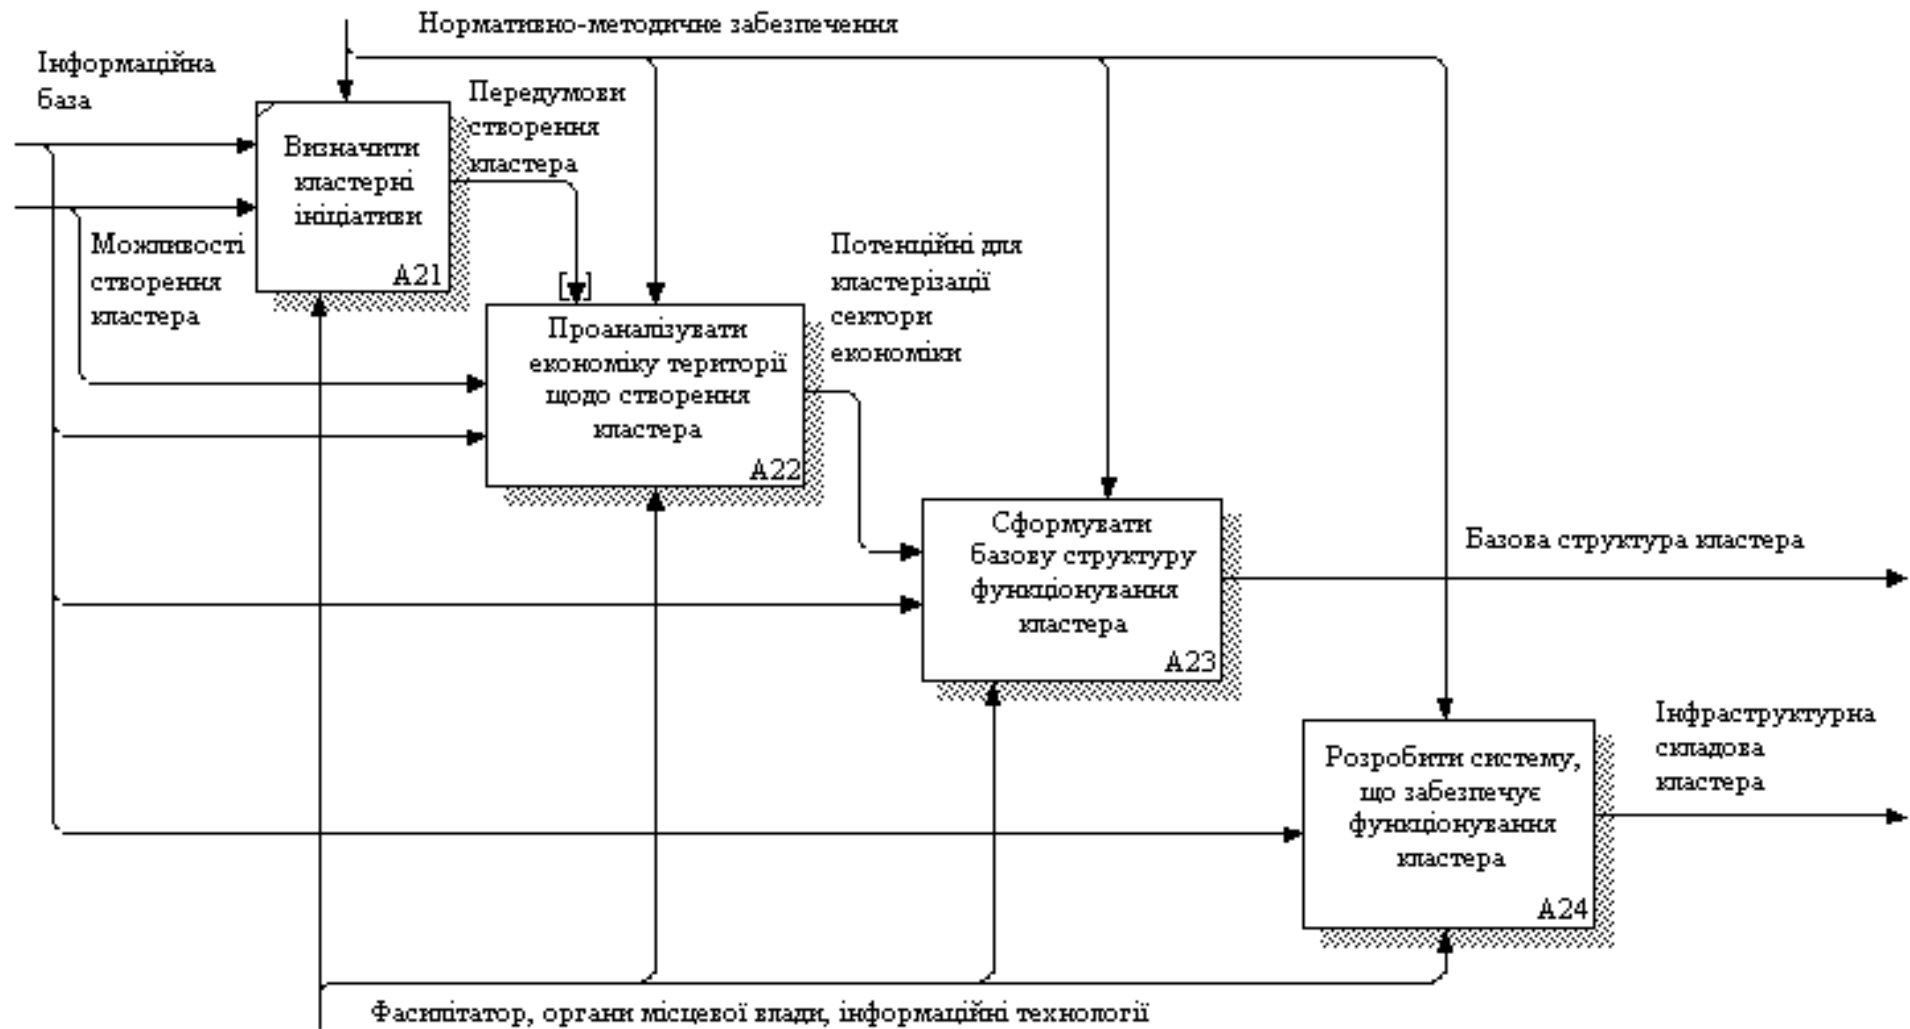 Нормативно-методичне забезпечення
Інформаційна
база
Передумови
створення
кластера
Визначити
кластерні
ініціативи
A21
Можливості
створення
кластера
Потенційні для
кластерізації
сектори
економіки
[ ]
Проаналізувати
економіку території
щодо створення
кластера
A22
Сформувати
базову структуру
функціонування
кластера
A23
Базова структура кластера
Розробити систему,
що забезпечує
функціонування
кластера
A24
Інфраструктурна
складова
кластера
Фасилітатор, органи місцевої влади, інформаційні технології